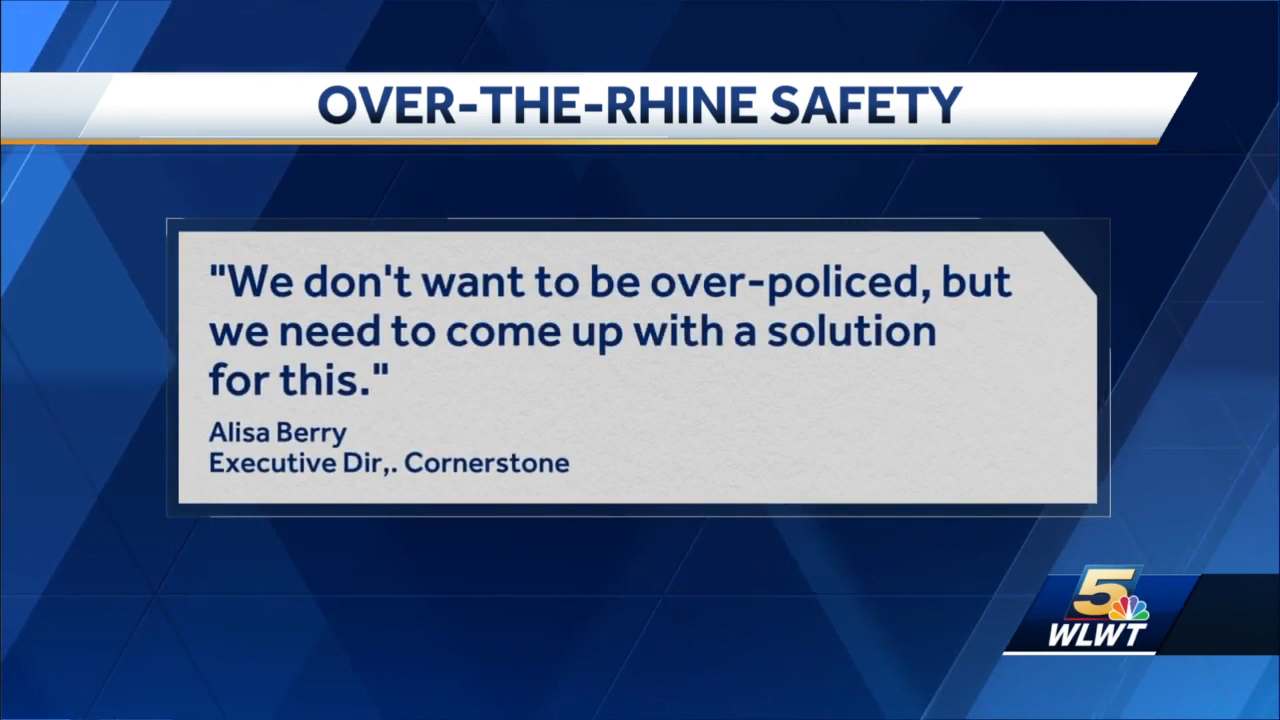 OVER-THE-RHINE SAFETY
"We don't want to be over-policed, but
we need to come up with a solution
for this."
Alisa Berry
Executive Dir,. Cornerstone
5
WLWT